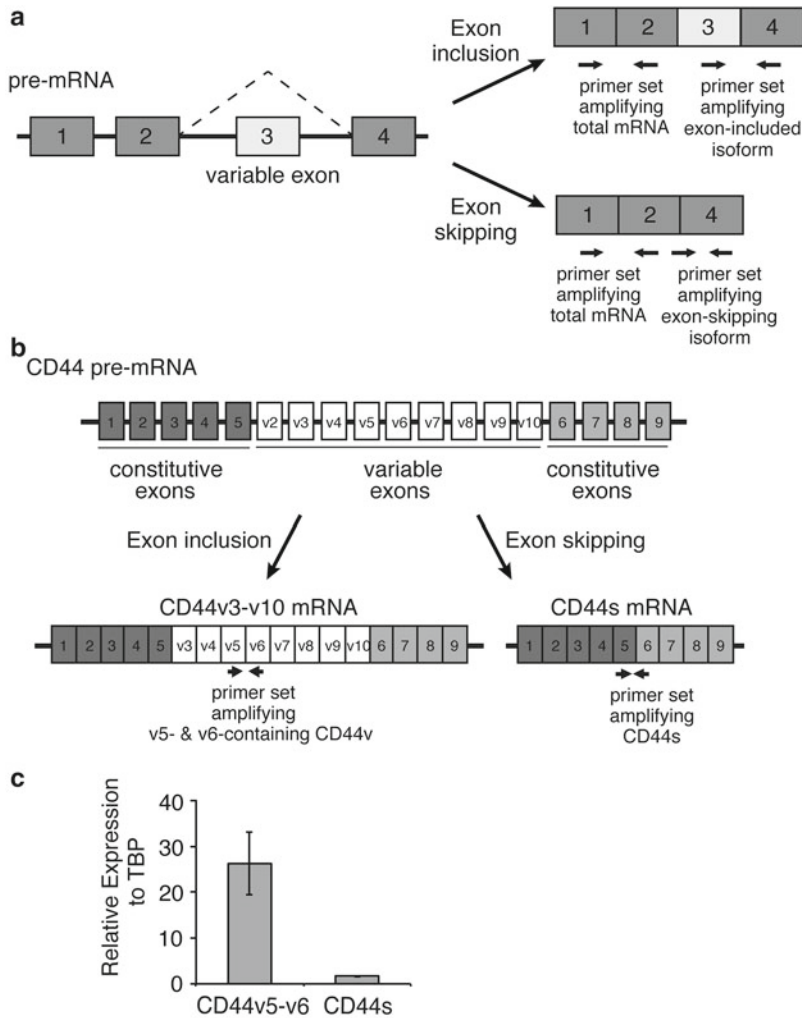 a
pre-mRNA
1 2 3 4
variable exon
Exon
inclusion
1 2 3 4
primer set
amplifying
total mRNA
primer set
amplifying
exon-included
isoform
Exon
skipping
1 2 4
primer set
amplifying
total mRNA
primer set
amplifying
exon-skipping
isoform
b
CD44 pre-mRNA
1 2 3 4 5 v2 v3 v4 v5 v6 v7 v8 v9 v10 6 7 8 9
constitutive
exons
variable
exons
constitutive
exons
Exon inclusion
Exon skipping
CD44v3-v10 mRNA
1 2 3 4 5 v3 v4 v5 v6 v7 v8 v9 v10 6 7 8 9
primer set
amplifying
v5- & v6-containing CD44v
CD44s mRNA
1 2 3 4 5 6 7 8 9
primer set
amplifying
CD44s
c
Relative Expression
to TBP
40
30
20
10
0
CD44v5-v6 CD44s